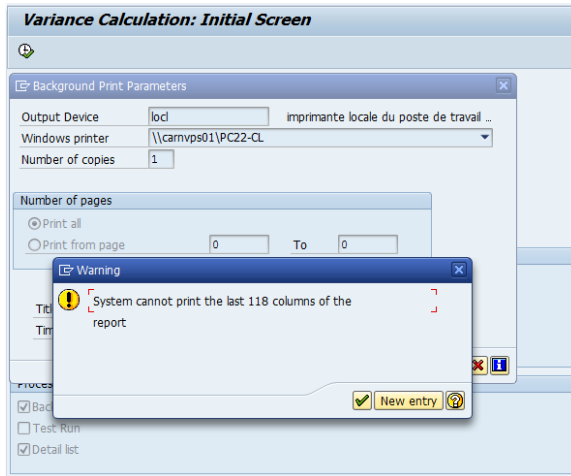 Variance Calculation: Initial Screen
Background Print Parameters
Output Device locl imprimante locale du poste de travail ...
Windows printer \\carnvps01\PC22-CL
Number of copies 1
Number of pages
Print all
Print from page 0 To 0
Warning
System cannot print the last 118 columns of the
report
New entry
Test Run
Detail list